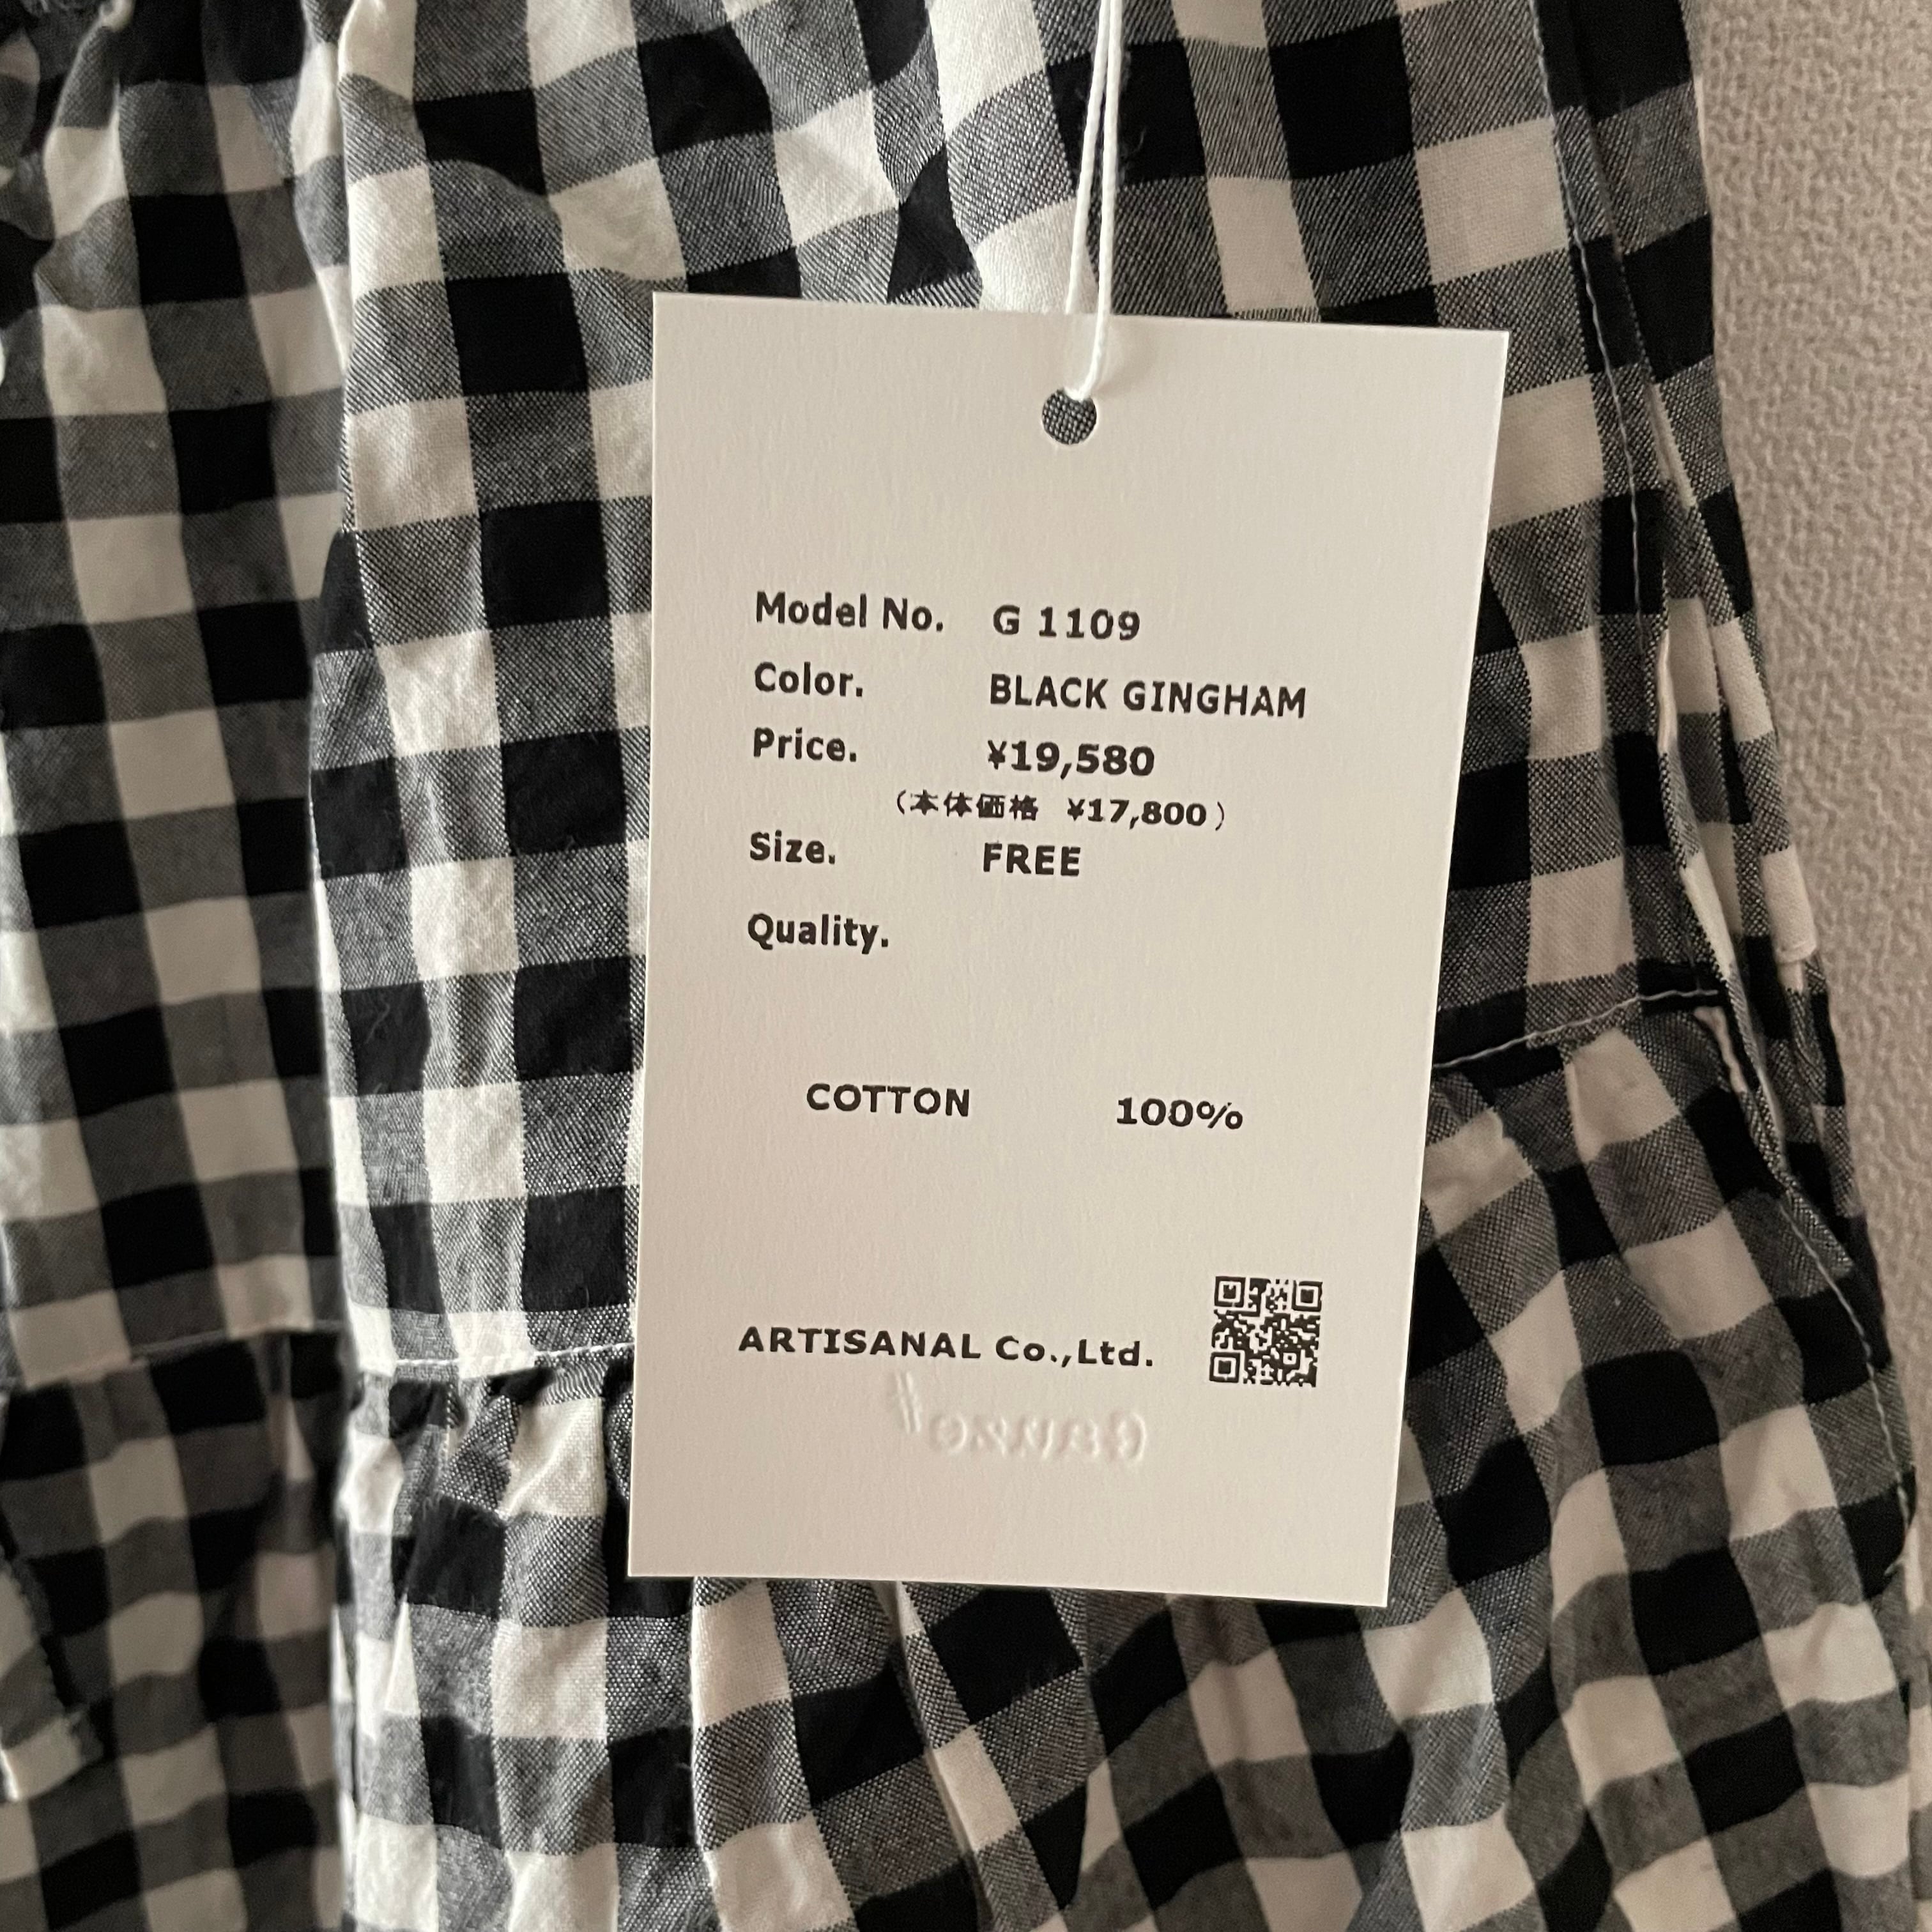 Model No. G 1109
Color. BLACK GINGHAM
Price. ¥19,580
(本体価格 ¥17,800)
Size. FREE
Quality.
COTTON 100%
ARTISANAL Co.,Ltd.